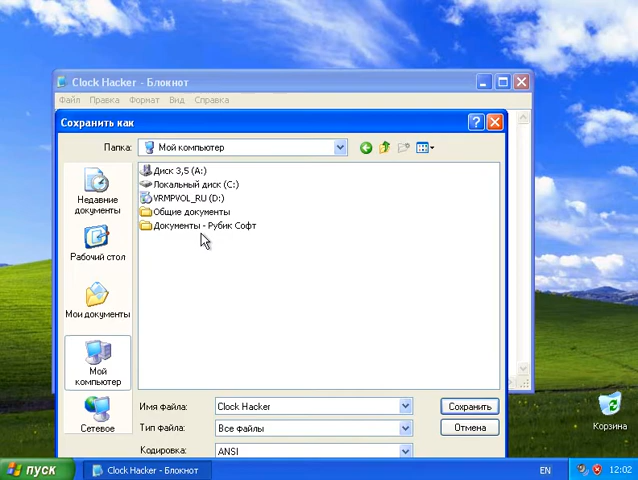 Clock Hacker - Блокнот
Файл Правка Формат Вид Справка
Сохранить как
Папка: Мой компьютер
Недавние документы
Рабочий стол
Мои документы
Мой компьютер
Сетевое
Диск 3,5 (A:)
Локальный диск (C:)
VRMPVOL_RU (D:)
Общие документы
Документы - Рубик Софт
Имя файла: Clock Hacker Сохранить
Тип файла: Все файлы Отмена
Кодировка: ANSI
Корзина
пуск Clock Hacker - Блокнот EN 12:02